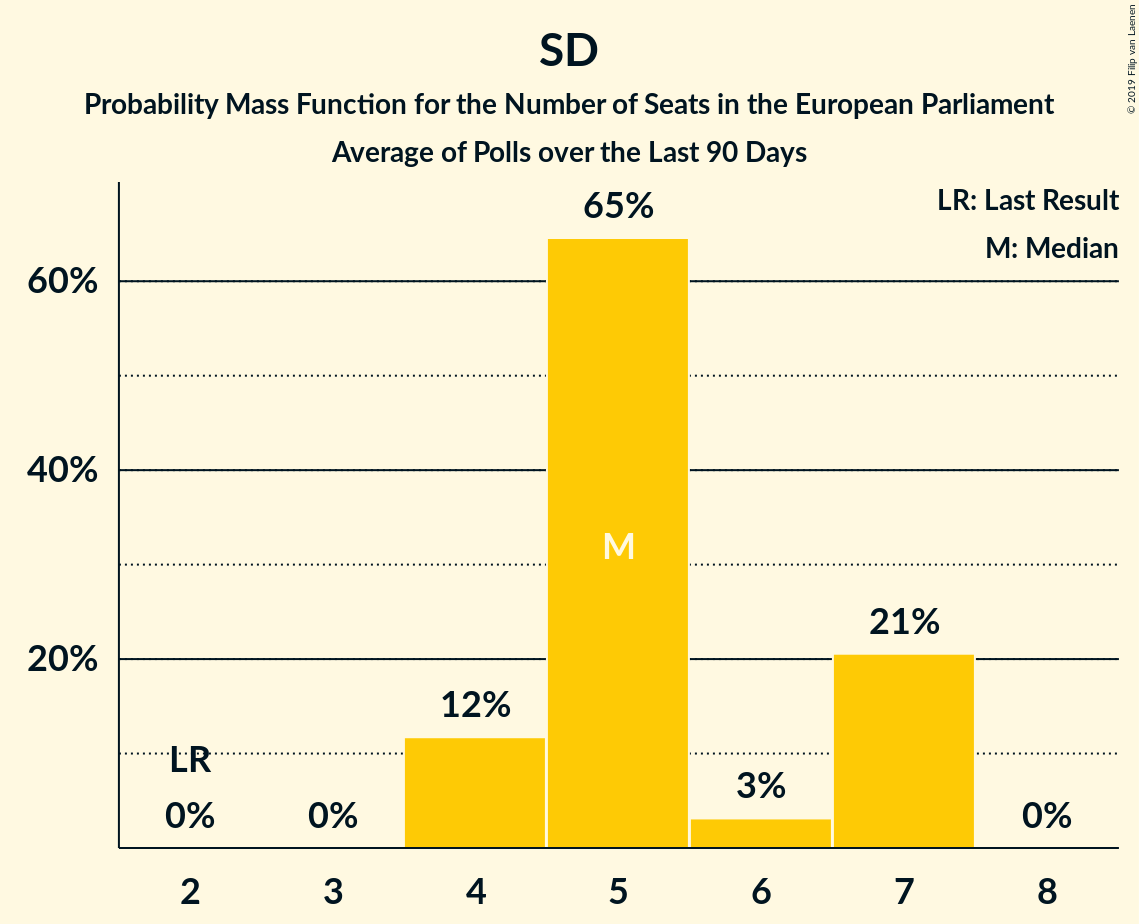 SD
Probability Mass Function for the Number of Seats in the European Parliament
Average of Polls over the Last 90 Days
© 2019 Filip van Laenen
LR: Last Result
M: Median
65%
60%
40%
M
21%
20%
12%
LR
3%
0%
0%
0%
2
3
4
5
6
7
8